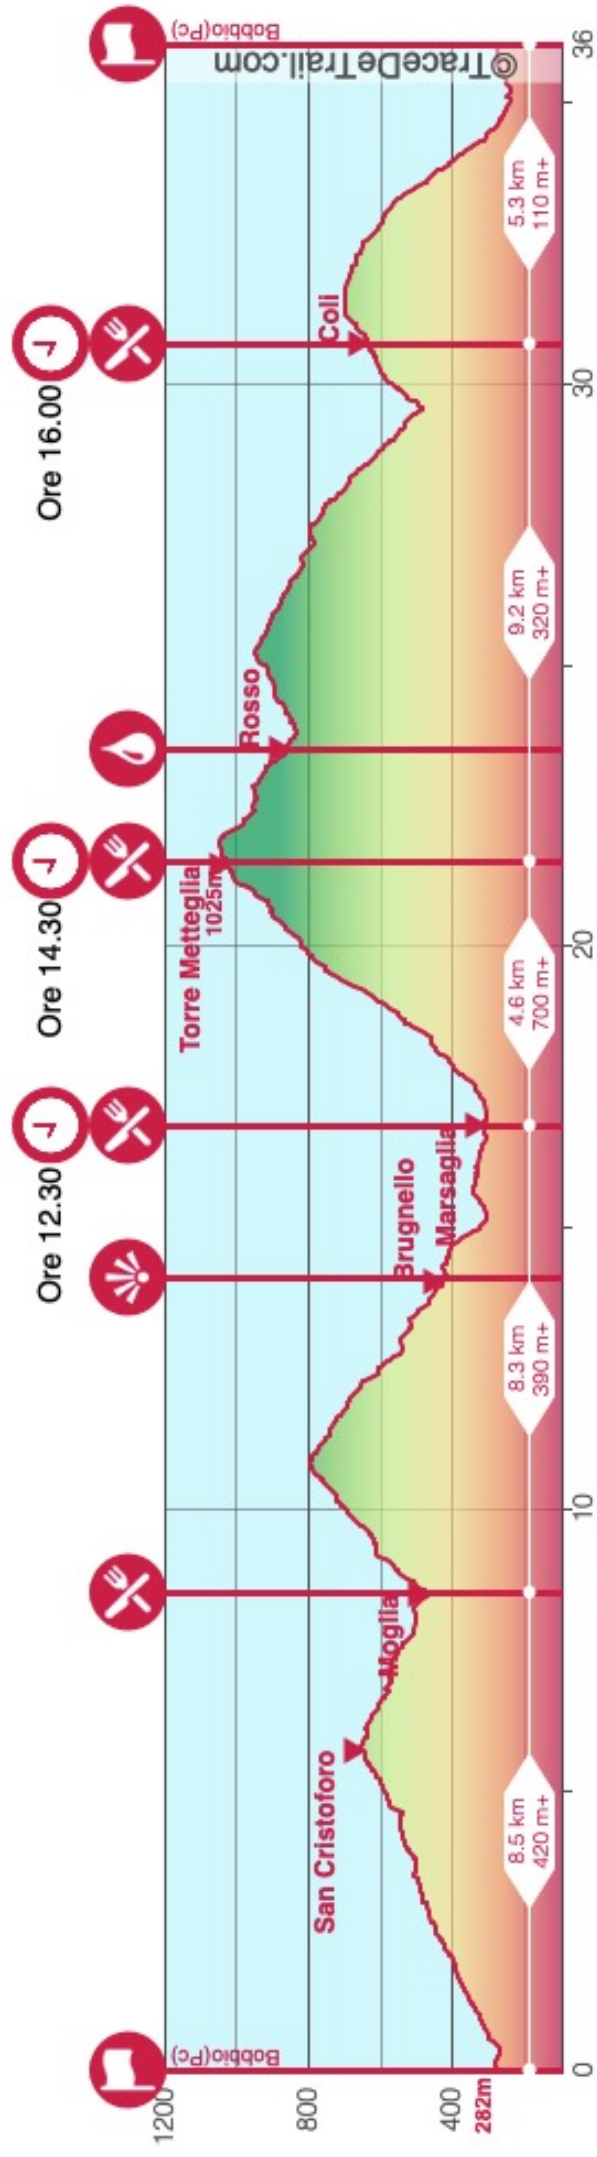 Ore 12.30
Ore 14.30
Ore 16.00
Bobbio(Pc)
Bobbio(Pc)
©TraceDeTrail.com
San Cristoforo
Moglia
Brugnello
Marsaglia
Torre Metteglia
1025m
Rosso
Coli
1200
800
400
282m
8.5 km
420 m+
8.3 km
390 m+
4.6 km
700 m+
9.2 km
320 m+
5.3 km
110 m+
0
10
20
30
36